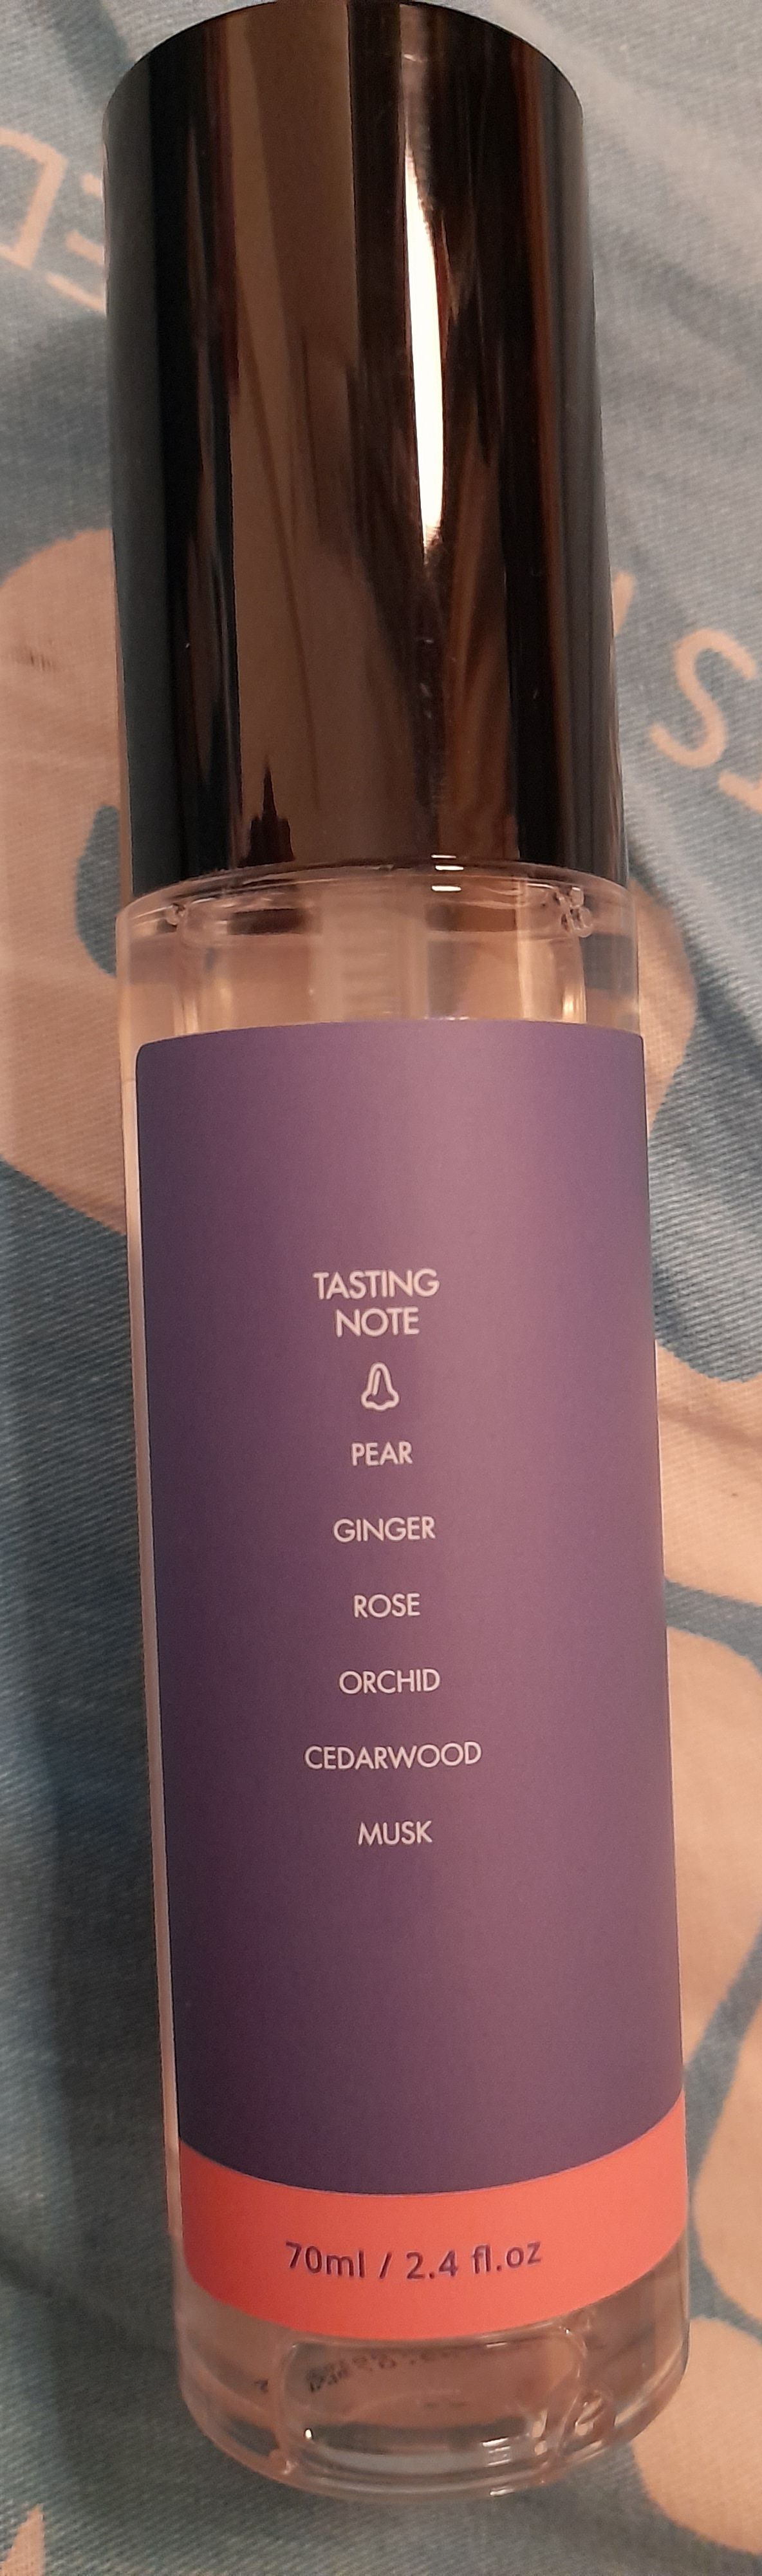 TASTING
NOTE
PEAR
GINGER
ROSE
ORCHID
CEDARWOOD
MUSK
70ml / 2.4 fl.oz